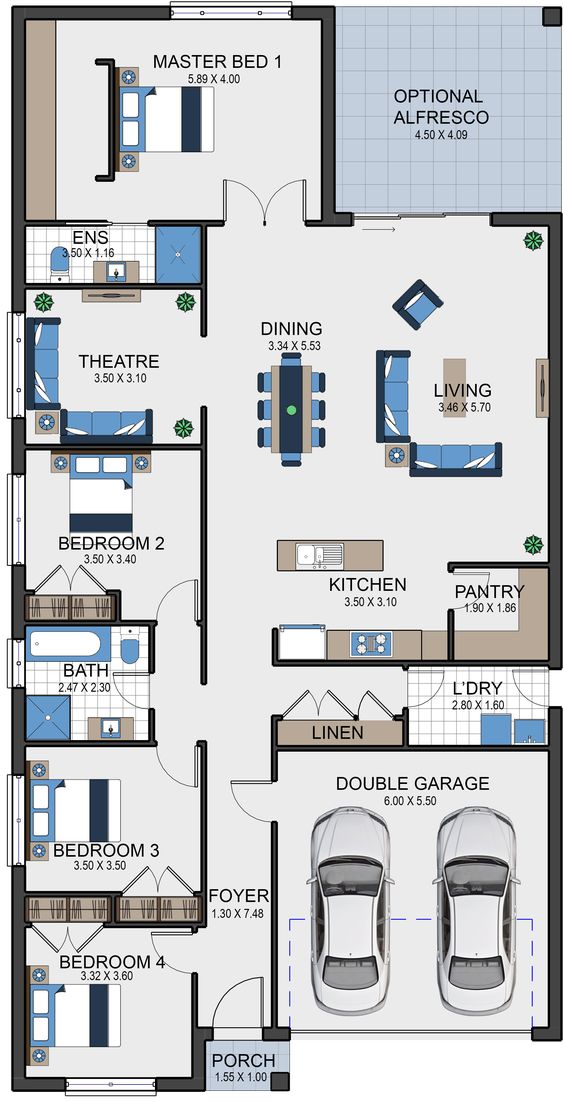 MASTER BED 1
5.89 X 4.00
OPTIONAL
ALFRESCO
4.50 X 4.09
ENS
3.50 X 1.16
DINING
3.34 X 5.53
THEATRE
3.50 X 3.10
LIVING
3.46 X 5.70
BEDROOM 2
3.50 X 3.40
KITCHEN
3.50 X 3.10
PANTRY
1.90 X 1.86
BATH
2.47 X 2.30
L'DRY
2.80 X 1.60
LINEN
DOUBLE GARAGE
6.00 X 5.50
BEDROOM 3
3.50 X 3.50
FOYER
1.30 X 7.48
BEDROOM 4
3.32 X 3.60
PORCH
1.55 X 1.00